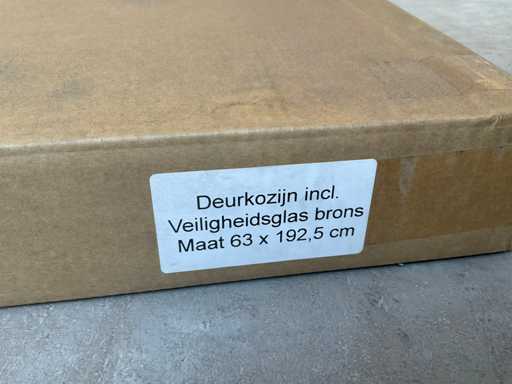 Deurkozijn incl.
Veiligheidsglas brons
Maat 63 x 192,5 cm